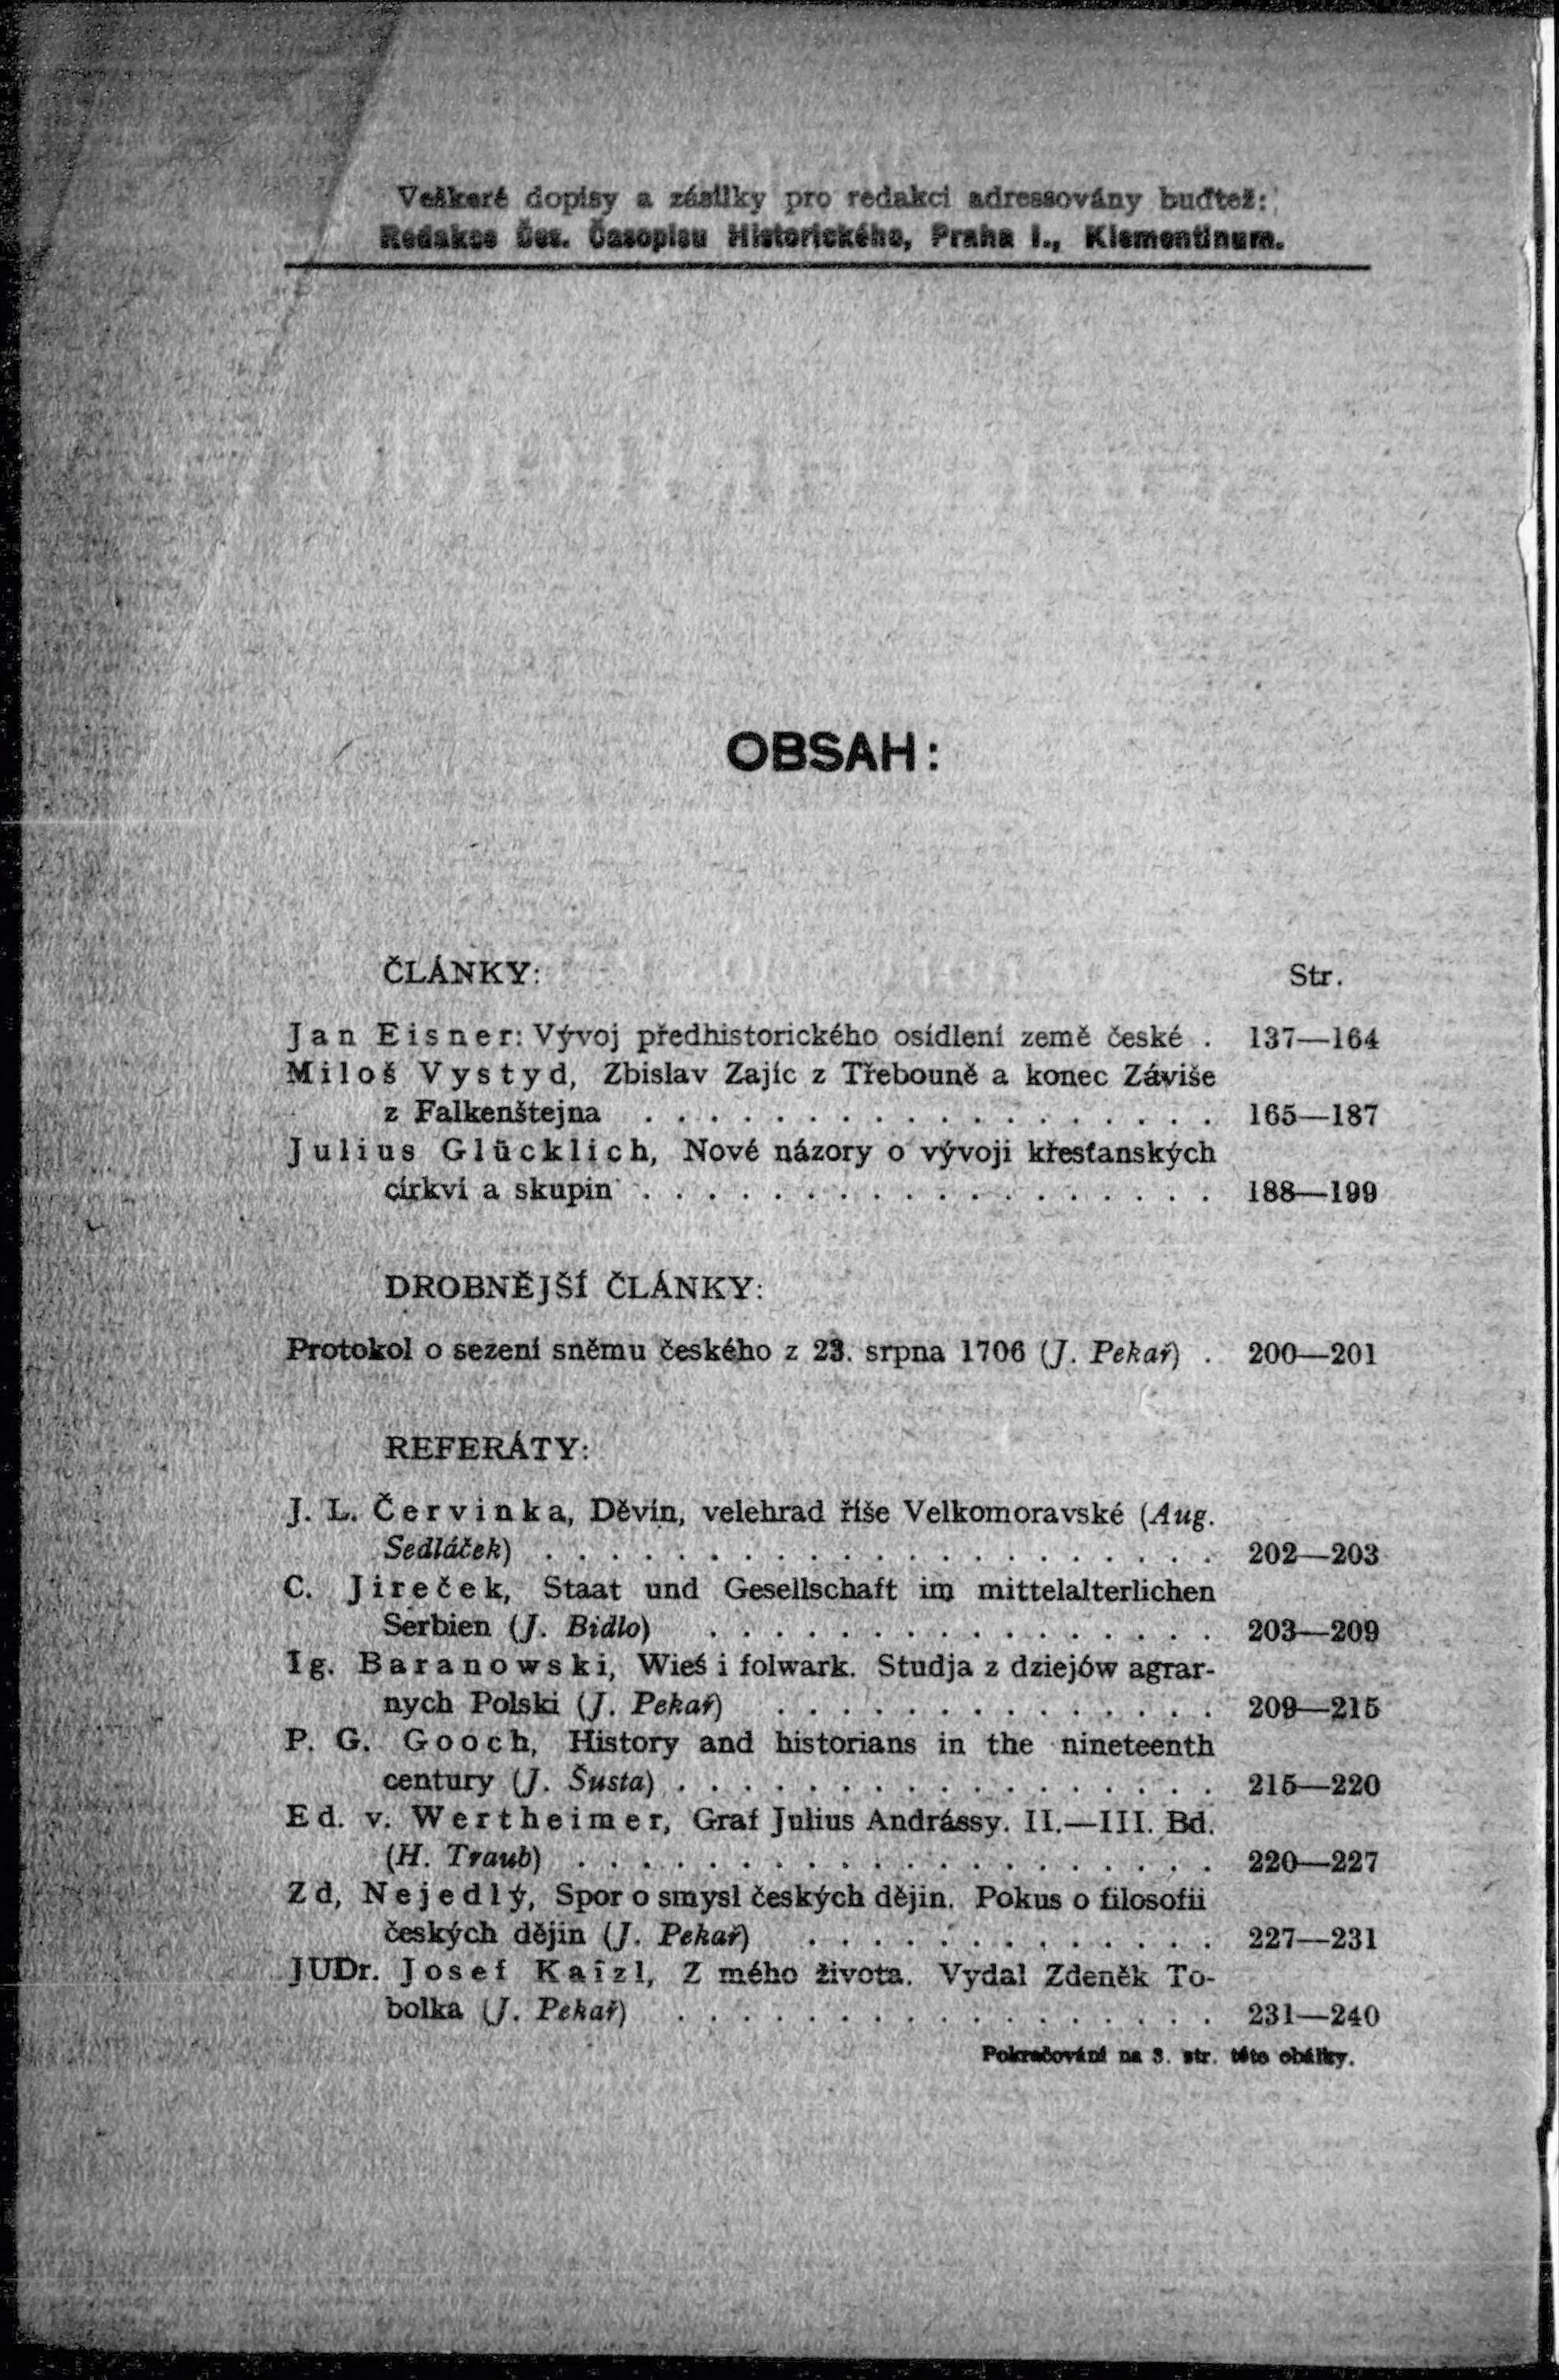 Veškeré dopisy a zásilky pro redakci adressovány buďtež:
Redakce Čes. Časopisu Historického, Praha I., Klementinum.
OBSAH:
ČLÁNKY: Str.
Jan Eisner: Vývoj předhistorického osídlení země české . 137—164
Miloš Vystyd, Zbislav Zajíc z Třebouně a konec Záviše
z Falkenštejna . . . . . . . . . . . . . . . . . . 165—187
Julius Glücklich, Nové názory o vývoji křesťanských
církví a skupin . . . . . . . . . . . . . . . . . . 188—199
DROBNĚJŠÍ ČLÁNKY:
Protokol o sezení sněmu českého z 23. srpna 1706 (J. Pekař) . 200—201
REFERÁTY:
J. L. Červinka, Děvín, velehrad říše Velkomoravské (Aug.
Sedláček) . . . . . . . . . . . . . . . . . . . . . 202—203
C. Jireček, Staat und Gesellschaft im mittelalterlichen
Serbien (J. Bidlo) . . . . . . . . . . . . . . . . 203—209
Ig. Baranowski, Wieś i folwark. Studja z dziejów agrar-
nych Polski (J. Pekař) . . . . . . . . . . . . . . 209—215
P. G. Gooch, History and historians in the nineteenth
century (J. Šusta) . . . . . . . . . . . . . . . . . 215—220
Ed. v. Wertheimer, Graf Julius Andrássy. II.—III. Bd.
(H. Traub) . . . . . . . . . . . . . . . . . . . . 220—227
Zd, Nejedlý, Spor o smysl českých dějin. Pokus o filosofii
českých dějin (J. Pekař) . . . . . . . . . . . . . 227—231
JUDr. Josef Kaizl, Z mého života. Vydal Zdeněk To-
bolka (J. Pekař) . . . . . . . . . . . . . . . . . 231—240
Pokračování na 3. str. této obálky.